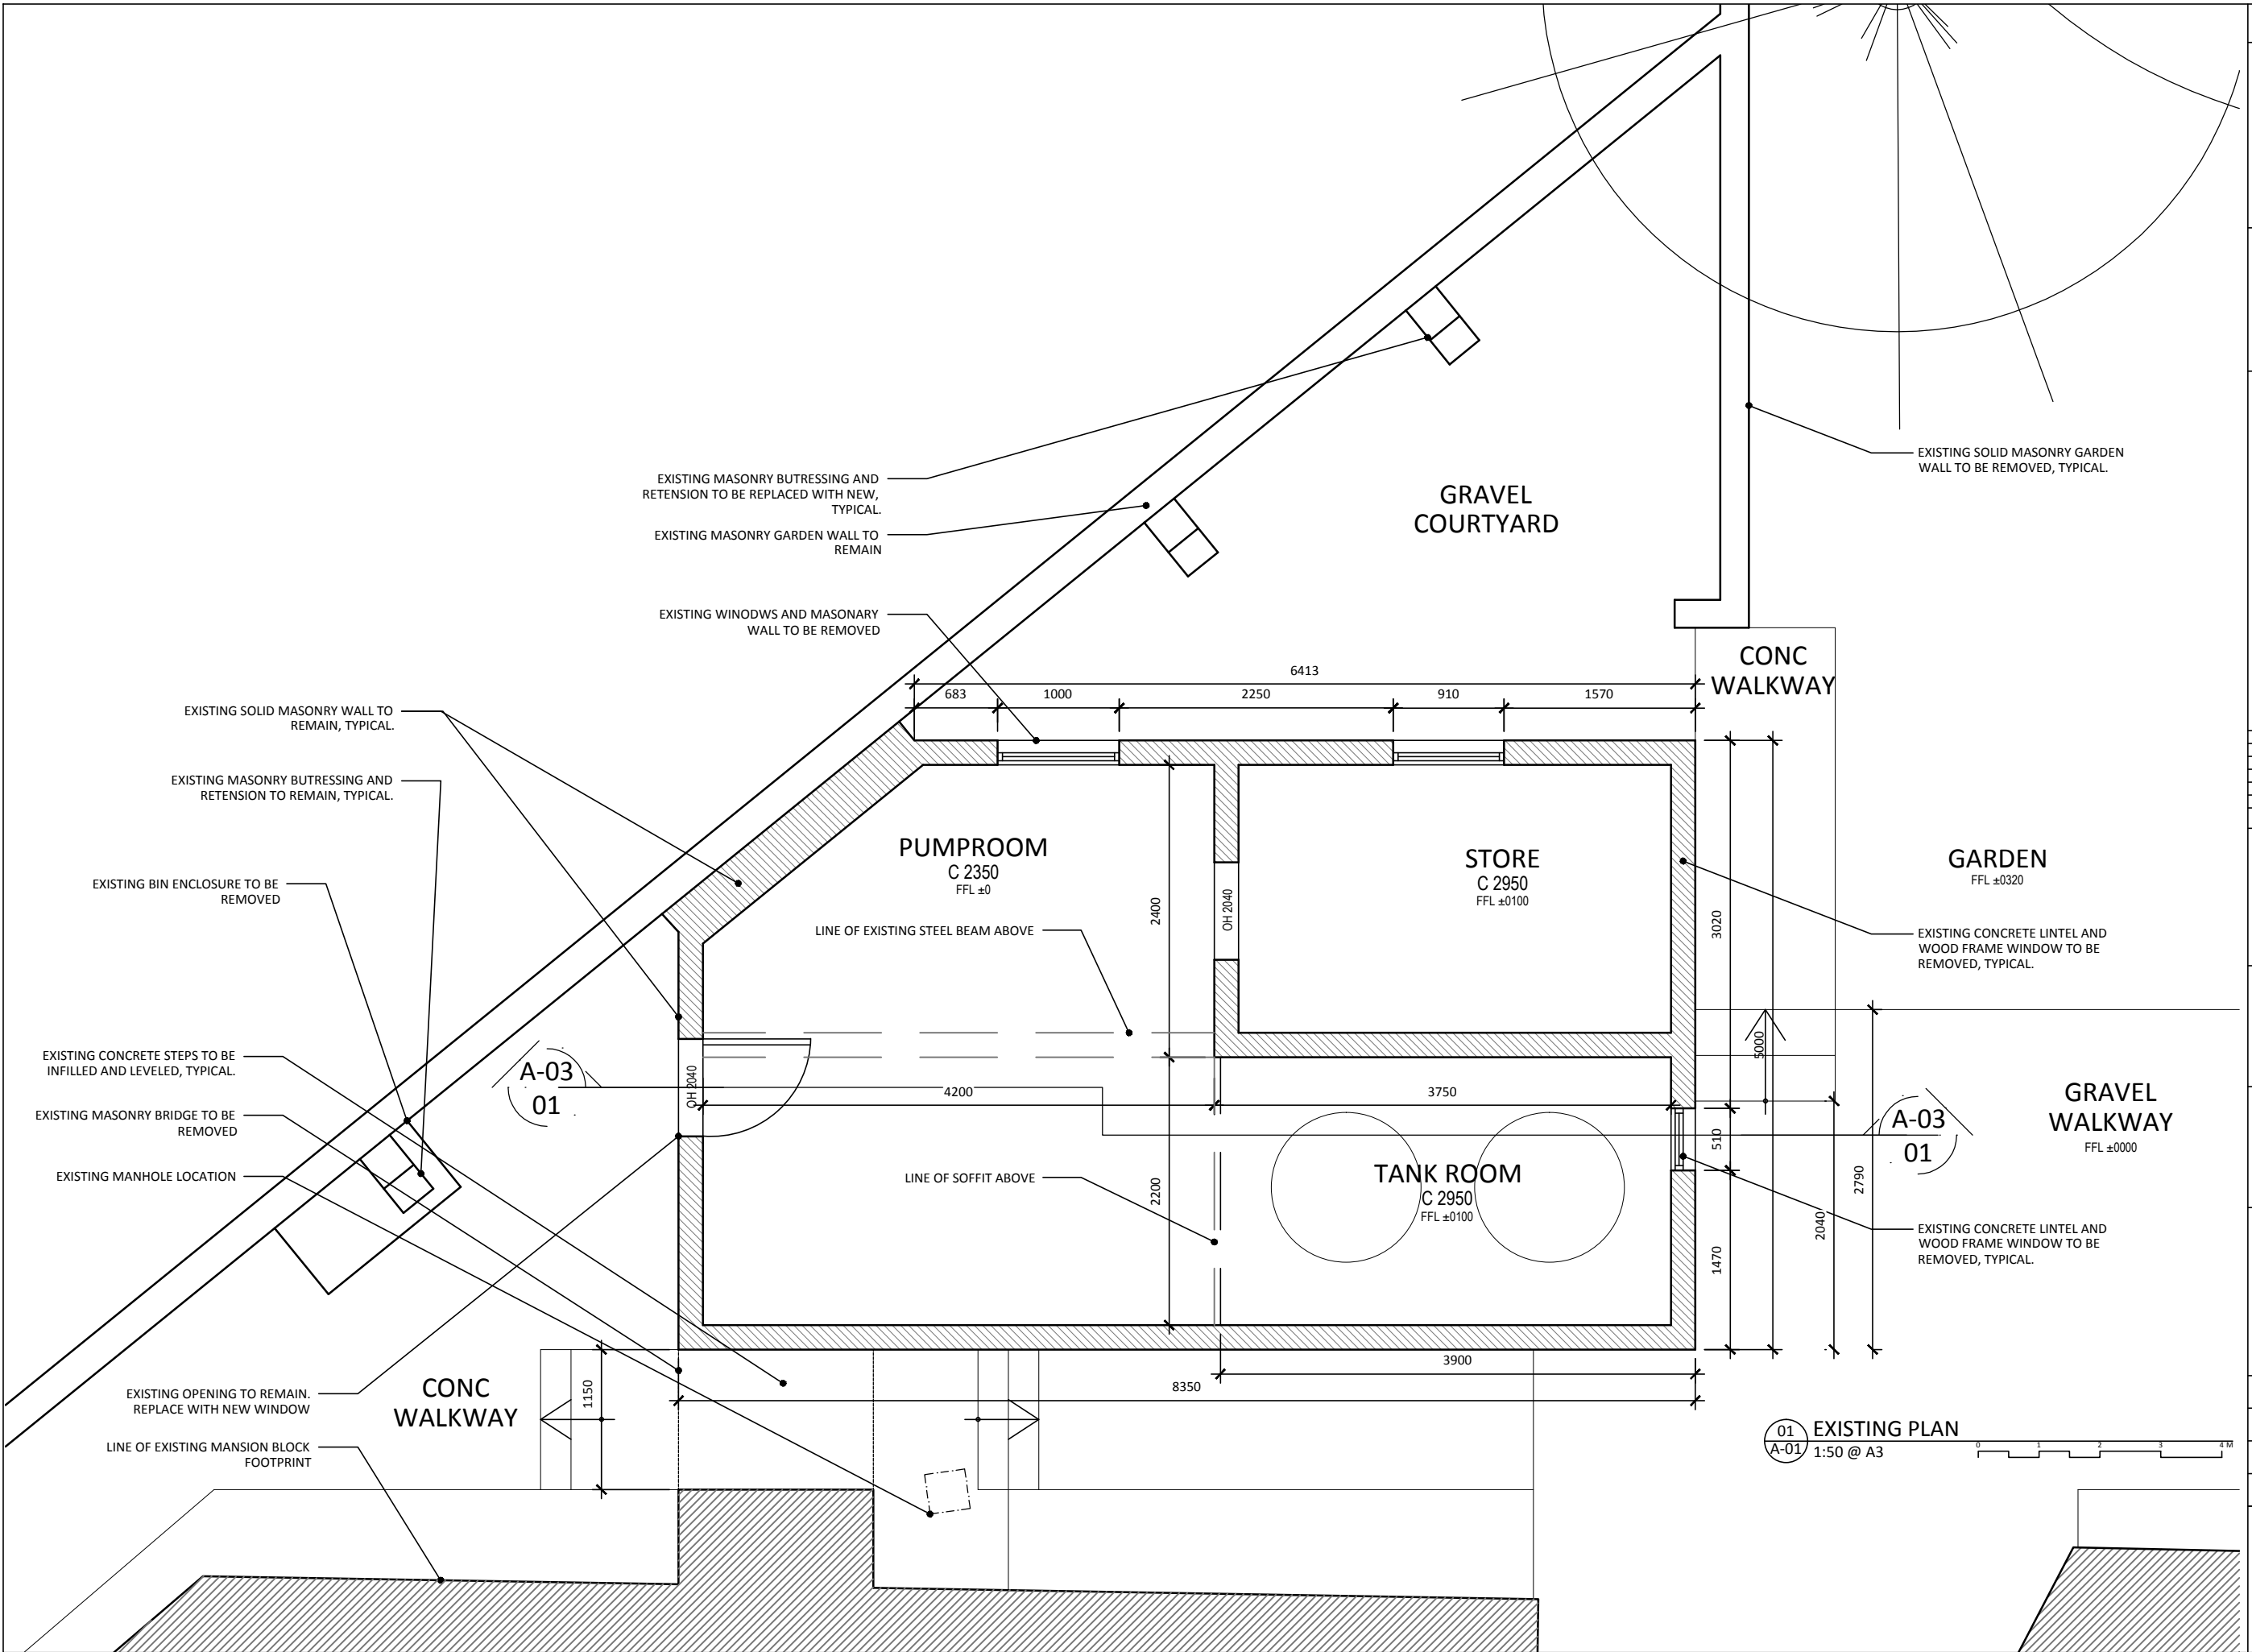 EXISTING MASONRY BUTRESSING AND
RETENSION TO BE REPLACED WITH NEW,
TYPICAL.
EXISTING MASONRY GARDEN WALL TO
REMAIN
EXISTING WINODWS AND MASONARY
WALL TO BE REMOVED
EXISTING SOLID MASONRY WALL TO
REMAIN, TYPICAL.
EXISTING MASONRY BUTRESSING AND
RETENSION TO REMAIN, TYPICAL.
EXISTING BIN ENCLOSURE TO BE
REMOVED
EXISTING CONCRETE STEPS TO BE
INFILLED AND LEVELED, TYPICAL.
EXISTING MASONRY BRIDGE TO BE
REMOVED
EXISTING MANHOLE LOCATION
EXISTING OPENING TO REMAIN.
REPLACE WITH NEW WINDOW
LINE OF EXISTING MANSION BLOCK
FOOTPRINT
CONC
WALKWAY
1150
A-03
01
GRAVEL
COURTYARD
EXISTING SOLID MASONRY GARDEN
WALL TO BE REMOVED, TYPICAL.
CONC
WALKWAY
6413
683
1000
2250
910
1570
PUMPROOM
C 2350
FFL ±0
LINE OF EXISTING STEEL BEAM ABOVE
2400
OH 2040
STORE
C 2950
FFL ±0100
3020
GARDEN
FFL ±0320
EXISTING CONCRETE LINTEL AND
WOOD FRAME WINDOW TO BE
REMOVED, TYPICAL.
OH 2040
4200
3750
5000
510
A-03
01
GRAVEL
WALKWAY
FFL ±0000
LINE OF SOFFIT ABOVE
2200
TANK ROOM
C 2950
FFL ±0100
2790
2040
1470
EXISTING CONCRETE LINTEL AND
WOOD FRAME WINDOW TO BE
REMOVED, TYPICAL.
3900
8350
01
A-01
EXISTING PLAN
1:50 @ A3
0 1 2 3 4 M